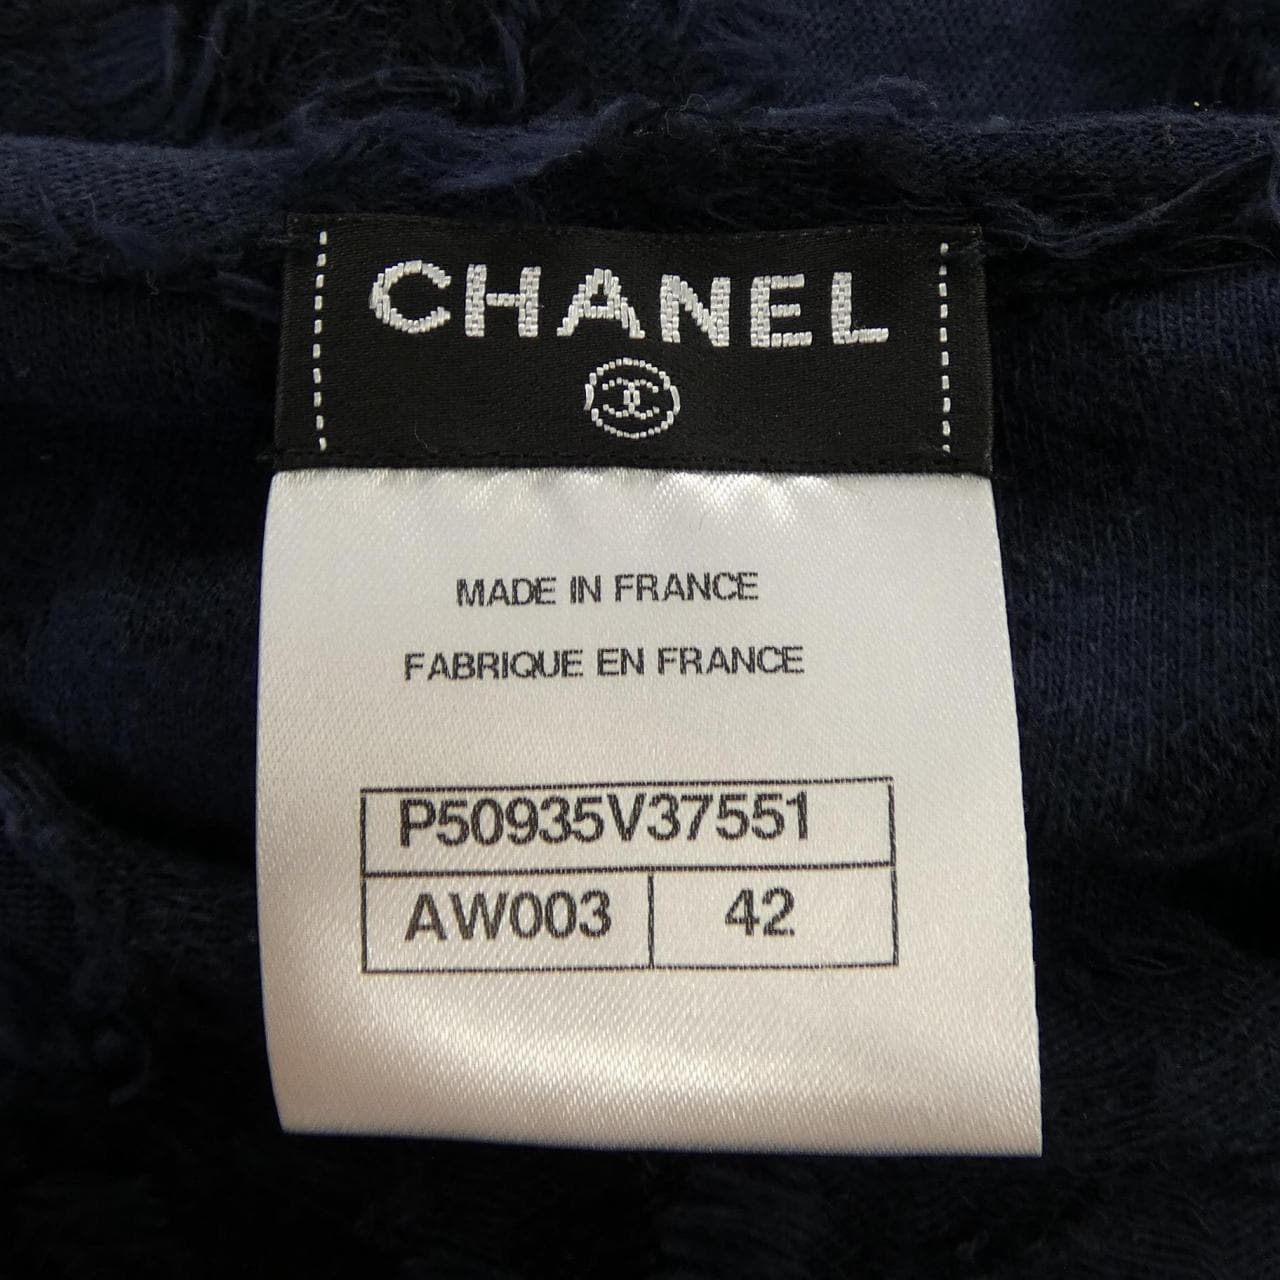 CHANEL
MADE IN FRANCE
FABRIQUE EN FRANCE
P50935V37551
AW003 42